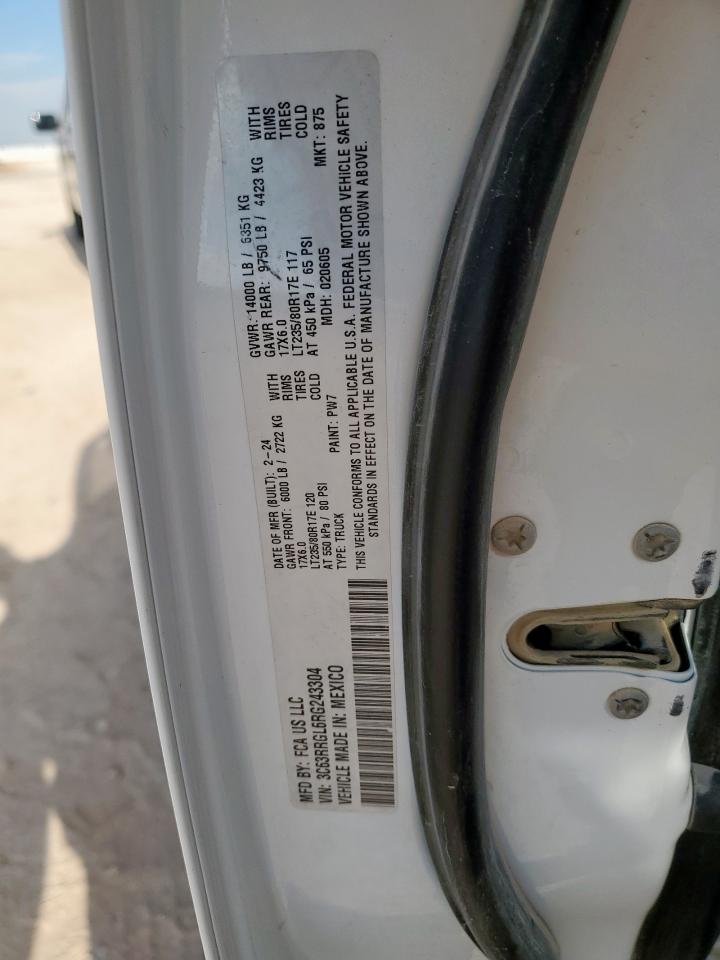 MFD BY: FCA US LLC
VIN: 3C63RRGL6RG243304
VEHICLE MADE IN: MEXICO
DATE OF MFR (BUILT): 2-24
GAWR FRONT: 6000 LB / 2722 KG WITH
17X6.0 RIMS
LT235/80R17E 120 TIRES
AT 550 kPa / 80 PSI COLD
TYPE: TRUCK PAINT: PW7
GVWR: 14000 LB / 6351 KG
GAWR REAR: 9750 LB / 4423 KG WITH
17X6.0 RIMS
LT235/80R17E 117 TIRES
AT 450 kPa / 65 PSI COLD
MDH: 020605 MKT: 875
THIS VEHICLE CONFORMS TO ALL APPLICABLE U.S.A. FEDERAL MOTOR VEHICLE SAFETY
STANDARDS IN EFFECT ON THE DATE OF MANUFACTURE SHOWN ABOVE.